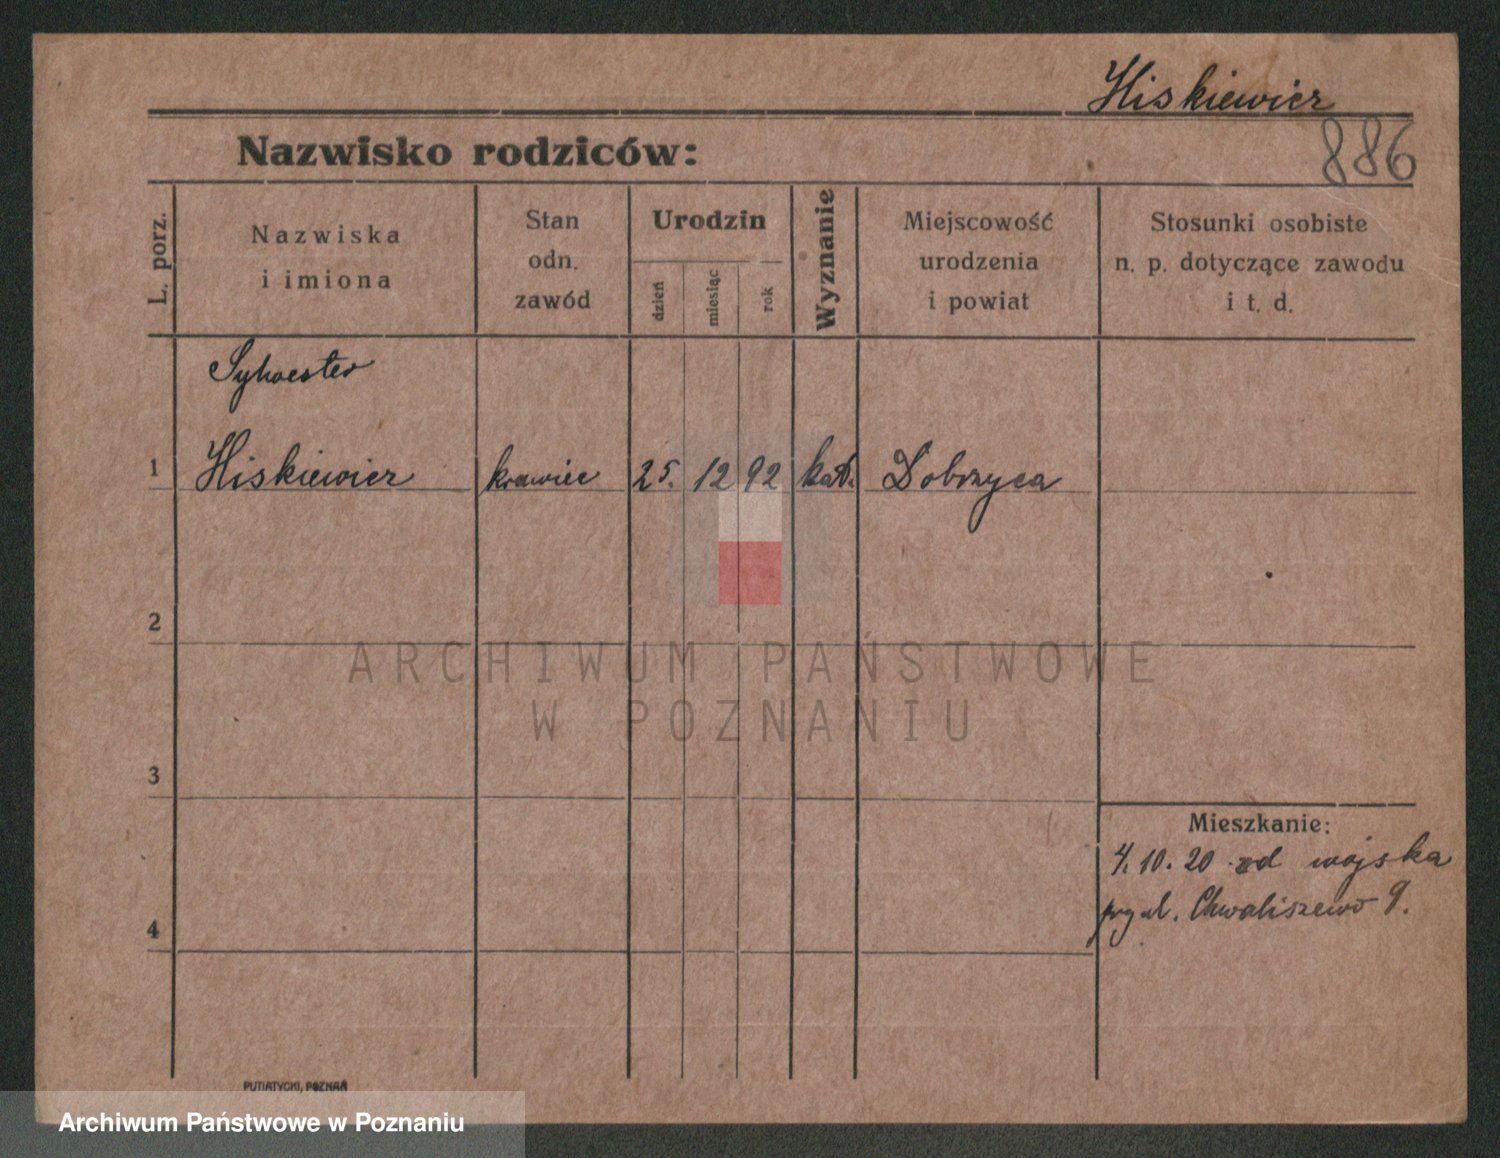 Hiskiewicz
886
Nazwisko rodziców:
L. porz.
Nazwiska
i imiona
Stan
odn.
zawód
Urodzin
dzień
miesiąc
rok
Wyznanie
Miejscowość
urodzenia
i powiat
Stosunki osobiste
n. p. dotyczące zawodu
i t. d.
Sylwester
1 Hiskiewicz krawiec 25. 12 92 kat. Dobrzyca
2
ARCHIWUM PAŃSTWOWE
W POZNANIU
3
Mieszkanie:
4. 10. 20 od wojska
przy ul. Chwaliszewo 9.
4
PUTIATYCKI, POZNAŃ
Archiwum Państwowe w Poznaniu